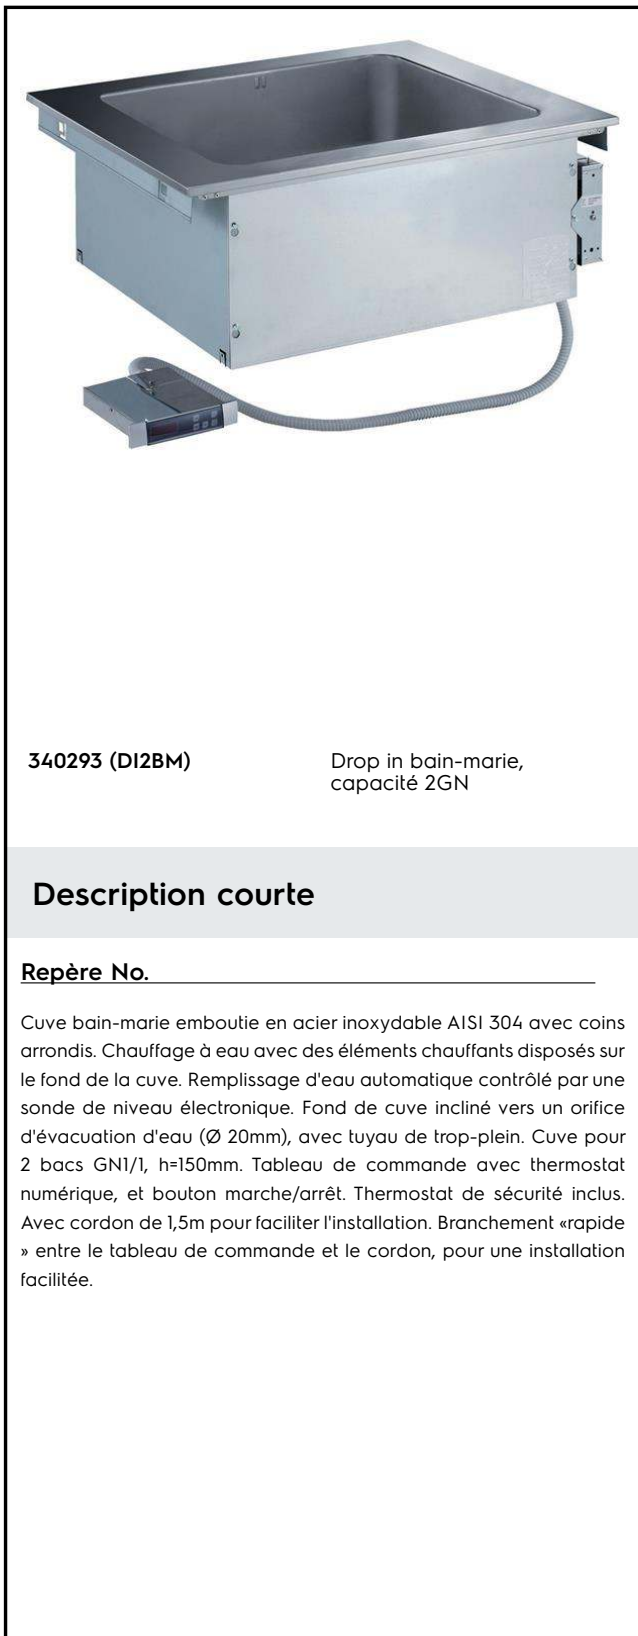 340293 (DI2BM)
Drop in bain-marie,
capacité 2GN
Description courte
Repère No.
Cuve bain-marie emboutie en acier inoxydable AISI 304 avec coins
arrondis. Chauffage à eau avec des éléments chauffants disposés sur
le fond de la cuve. Remplissage d'eau automatique contrôlé par une
sonde de niveau électronique. Fond de cuve incliné vers un orifice
d'évacuation d'eau (Ø 20mm), avec tuyau de trop-plein. Cuve pour
2 bacs GN1/1, h=150mm. Tableau de commande avec thermostat
numérique, et bouton marche/arrêt. Thermostat de sécurité inclus.
Avec cordon de 1,5m pour faciliter l'installation. Branchement «rapide
» entre le tableau de commande et le cordon, pour une installation
facilitée.